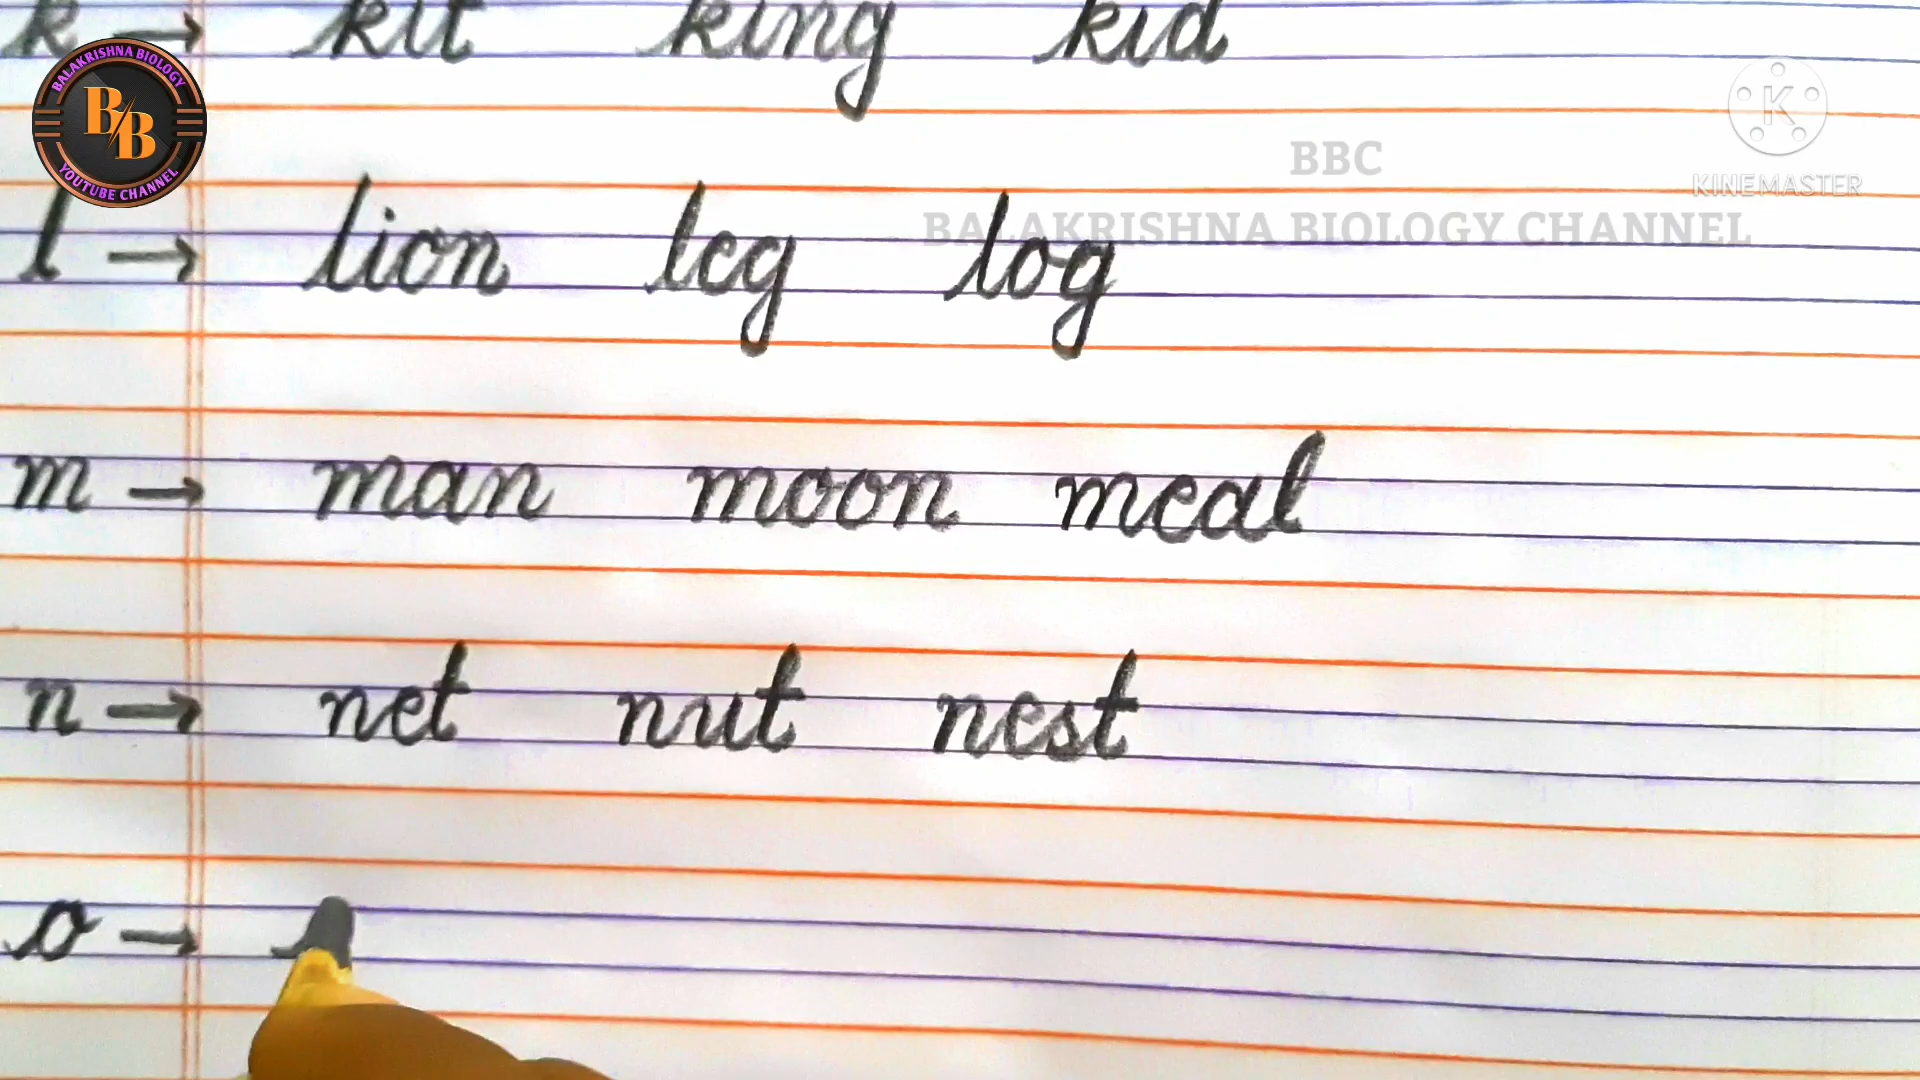 k → kit king kid
BALAKRISHNA BIOLOGY
BB
YOUTUBE CHANNEL
K
KINEMASTER
BBC
BALAKRISHNA BIOLOGY CHANNEL
l → lion leg log
m → man moon meal
n → net nut nest
o →